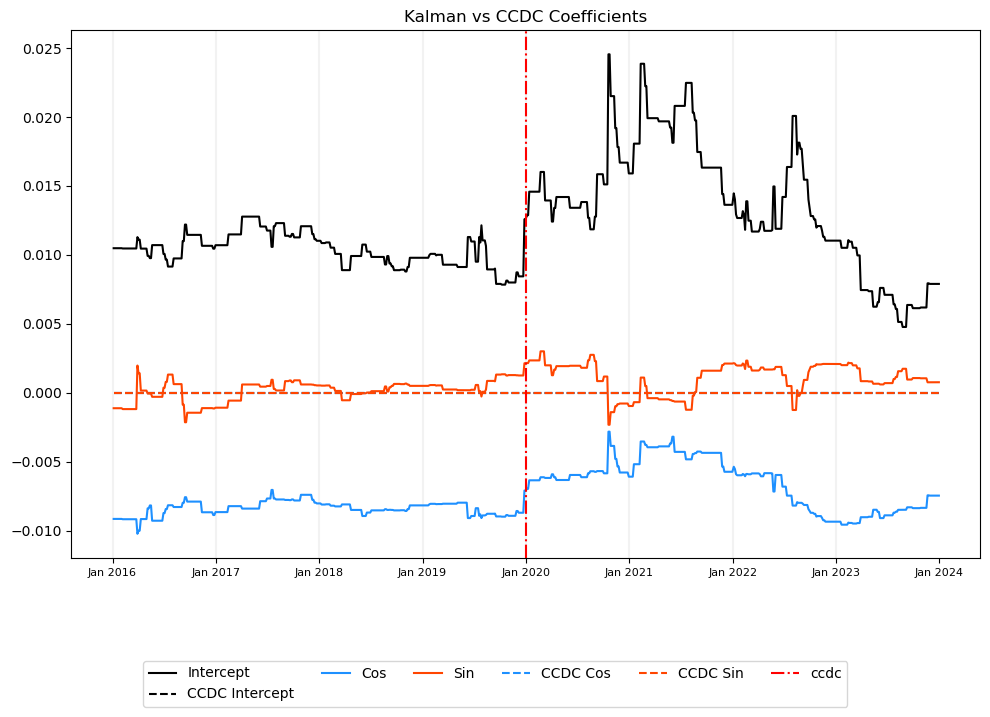 Kalman vs CCDC Coefficients
0.025
0.020
0.015
0.010
0.005
0.000
−0.005
−0.010
Jan 2016 Jan 2017 Jan 2018 Jan 2019 Jan 2020 Jan 2021 Jan 2022 Jan 2023 Jan 2024
Intercept Cos Sin CCDC Cos CCDC Sin ccdc
CCDC Intercept